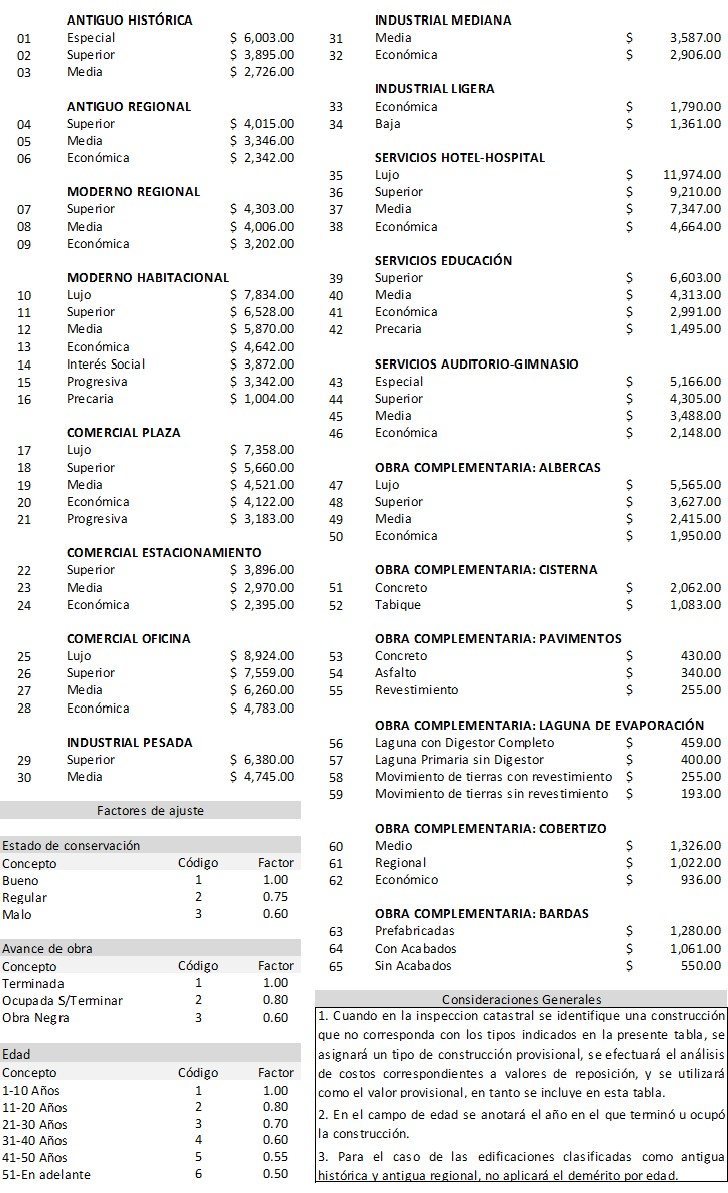 ANTIGUO HISTÓRICA
01 Especial $ 6,003.00
02 Superior $ 3,895.00
03 Media $ 2,726.00
ANTIGUO REGIONAL
04 Superior $ 4,015.00
05 Media $ 3,346.00
06 Económica $ 2,342.00
MODERNO REGIONAL
07 Superior $ 4,303.00
08 Media $ 4,006.00
09 Económica $ 3,202.00
MODERNO HABITACIONAL
10 Lujo $ 7,834.00
11 Superior $ 6,528.00
12 Media $ 5,870.00
13 Económica $ 4,642.00
14 Interés Social $ 3,872.00
15 Progresiva $ 3,342.00
16 Precaria $ 1,004.00
COMERCIAL PLAZA
17 Lujo $ 7,358.00
18 Superior $ 5,660.00
19 Media $ 4,521.00
20 Económica $ 4,122.00
21 Progresiva $ 3,183.00
COMERCIAL ESTACIONAMIENTO
22 Superior $ 3,896.00
23 Media $ 2,970.00
24 Económica $ 2,395.00
COMERCIAL OFICINA
25 Lujo $ 8,924.00
26 Superior $ 7,559.00
27 Media $ 6,260.00
28 Económica $ 4,783.00
INDUSTRIAL PESADA
29 Superior $ 6,380.00
30 Media $ 4,745.00
Factores de ajuste
Estado de conservación
Concepto Código Factor
Bueno 1 1.00
Regular 2 0.75
Malo 3 0.60
Avance de obra
Concepto Código Factor
Terminada 1 1.00
Ocupada S/Terminar 2 0.80
Obra Negra 3 0.60
Edad
Concepto Código Factor
1-10 Años 1 1.00
11-20 Años 2 0.80
21-30 Años 3 0.70
31-40 Años 4 0.60
41-50 Años 5 0.55
51-En adelante 6 0.50
INDUSTRIAL MEDIANA
31 Media $ 3,587.00
32 Económica $ 2,906.00
INDUSTRIAL LIGERA
33 Económica $ 1,790.00
34 Baja $ 1,361.00
SERVICIOS HOTEL-HOSPITAL
35 Lujo $ 11,974.00
36 Superior $ 9,210.00
37 Media $ 7,347.00
38 Económica $ 4,664.00
SERVICIOS EDUCACIÓN
39 Superior $ 6,603.00
40 Media $ 4,313.00
41 Económica $ 2,991.00
42 Precaria $ 1,495.00
SERVICIOS AUDITORIO-GIMNASIO
43 Especial $ 5,166.00
44 Superior $ 4,305.00
45 Media $ 3,488.00
46 Económica $ 2,148.00
OBRA COMPLEMENTARIA: ALBERCAS
47 Lujo $ 5,565.00
48 Superior $ 3,627.00
49 Media $ 2,415.00
50 Económica $ 1,950.00
OBRA COMPLEMENTARIA: CISTERNA
51 Concreto $ 2,062.00
52 Tabique $ 1,083.00
OBRA COMPLEMENTARIA: PAVIMENTOS
53 Concreto $ 430.00
54 Asfalto $ 340.00
55 Revestimiento $ 255.00
OBRA COMPLEMENTARIA: LAGUNA DE EVAPORACIÓN
56 Laguna con Digestor Completo $ 459.00
57 Laguna Primaria sin Digestor $ 400.00
58 Movimiento de tierras con revestimiento $ 255.00
59 Movimiento de tierras sin revestimiento $ 193.00
OBRA COMPLEMENTARIA: COBERTIZO
60 Medio $ 1,326.00
61 Regional $ 1,022.00
62 Económico $ 936.00
OBRA COMPLEMENTARIA: BARDAS
63 Prefabricadas $ 1,280.00
64 Con Acabados $ 1,061.00
65 Sin Acabados $ 550.00
Consideraciones Generales
1. Cuando en la inspeccion catastral se identifique una construcción
que no corresponda con los tipos indicados en la presente tabla, se
asignará un tipo de construcción provisional, se efectuará el análisis
de costos correspondientes a valores de reposición, y se utilizará
como el valor provisional, en tanto se incluye en esta tabla.
2. En el campo de edad se anotará el año en el que terminó u ocupó
la construcción.
3. Para el caso de las edificaciones clasificadas como antigua
histórica y antigua regional, no aplicará el demérito por edad.